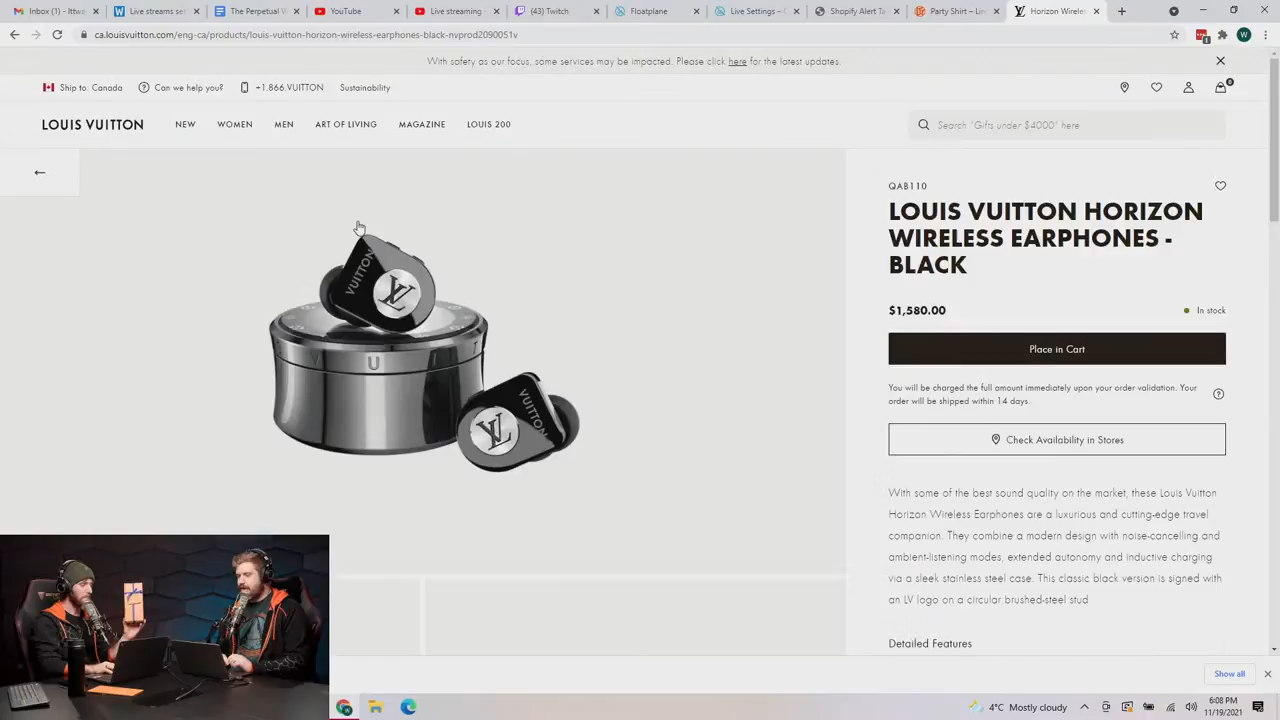 Inbox (1) - lttw
Live streams se
The Perpetual W
YouTube
Live streaming -
(43) Twitch
Floatplane
Live Settings -
Shopify Alert Ta
Party Shirt – Lin
Horizon Wireles
ca.louisvuitton.com/eng-ca/products/louis-vuitton-horizon-wireless-earphones-black-nvprod2090051v
W
1
With safety as our focus, some services may be impacted. Please click here for the latest updates.
Ship to: Canada
Can we help you?
+1.866.VUITTON
Sustainability
0
LOUIS VUITTON
NEW
WOMEN
MEN
ART OF LIVING
MAGAZINE
LOUIS 200
Search "Gifts under $4000" here
QAB110
LOUIS VUITTON HORIZON
WIRELESS EARPHONES -
BLACK
$1,580.00
In stock
Place in Cart
You will be charged the full amount immediately upon your order validation. Your
order will be shipped within 14 days.
Check Availability in Stores
With some of the best sound quality on the market, these Louis Vuitton
Horizon Wireless Earphones are a luxurious and cutting-edge travel
companion. They combine a modern design with noise-cancelling and
ambient-listening modes, extended autonomy and inductive charging
via a sleek stainless steel case. This classic black version is signed with
an LV logo on a circular brushed-steel stud
Detailed Features
VUITTON
LV
V U T
VUITTON
LV
Show all
4°C Mostly cloudy
6:08 PM
11/19/2021